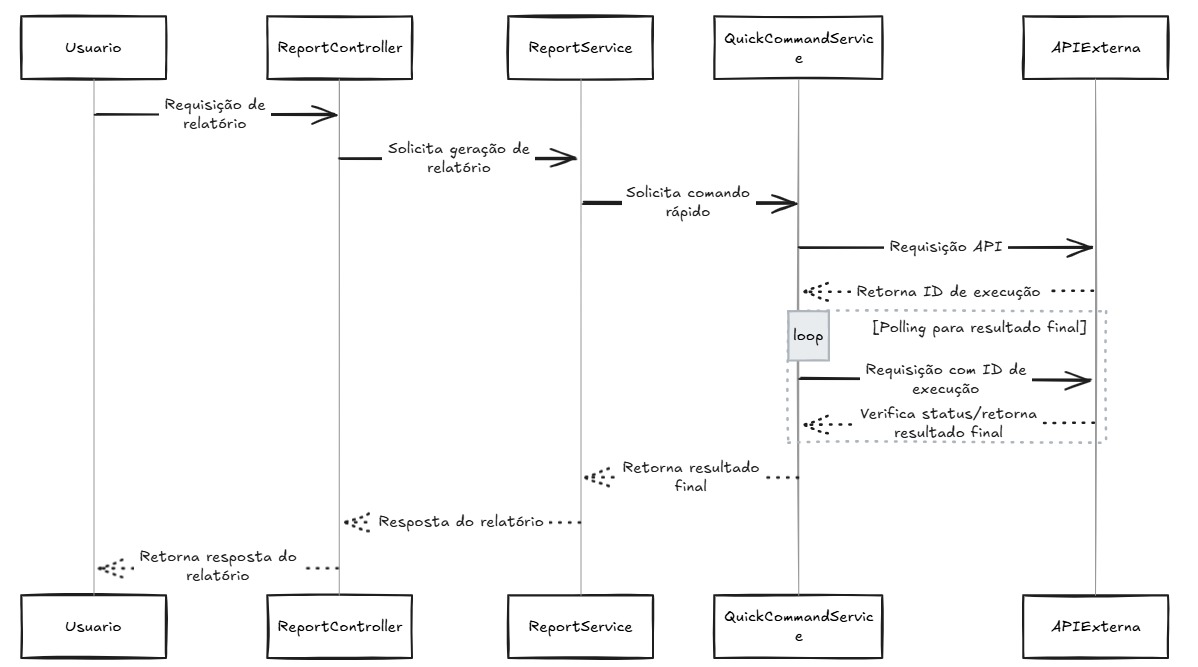 Usuario
ReportController
ReportService
QuickCommandServic
e
APIExterna
Requisição de
relatório
Solicita geração de
relatório
Solicita comando
rápido
Requisição API
Retorna ID de execução
loop
[Polling para resultado final]
Requisição com ID de
execução
Verifica status/retorna
resultado final
Retorna resultado
final
Resposta do relatório
Retorna resposta do
relatório
Usuario
ReportController
ReportService
QuickCommandServic
e
APIExterna